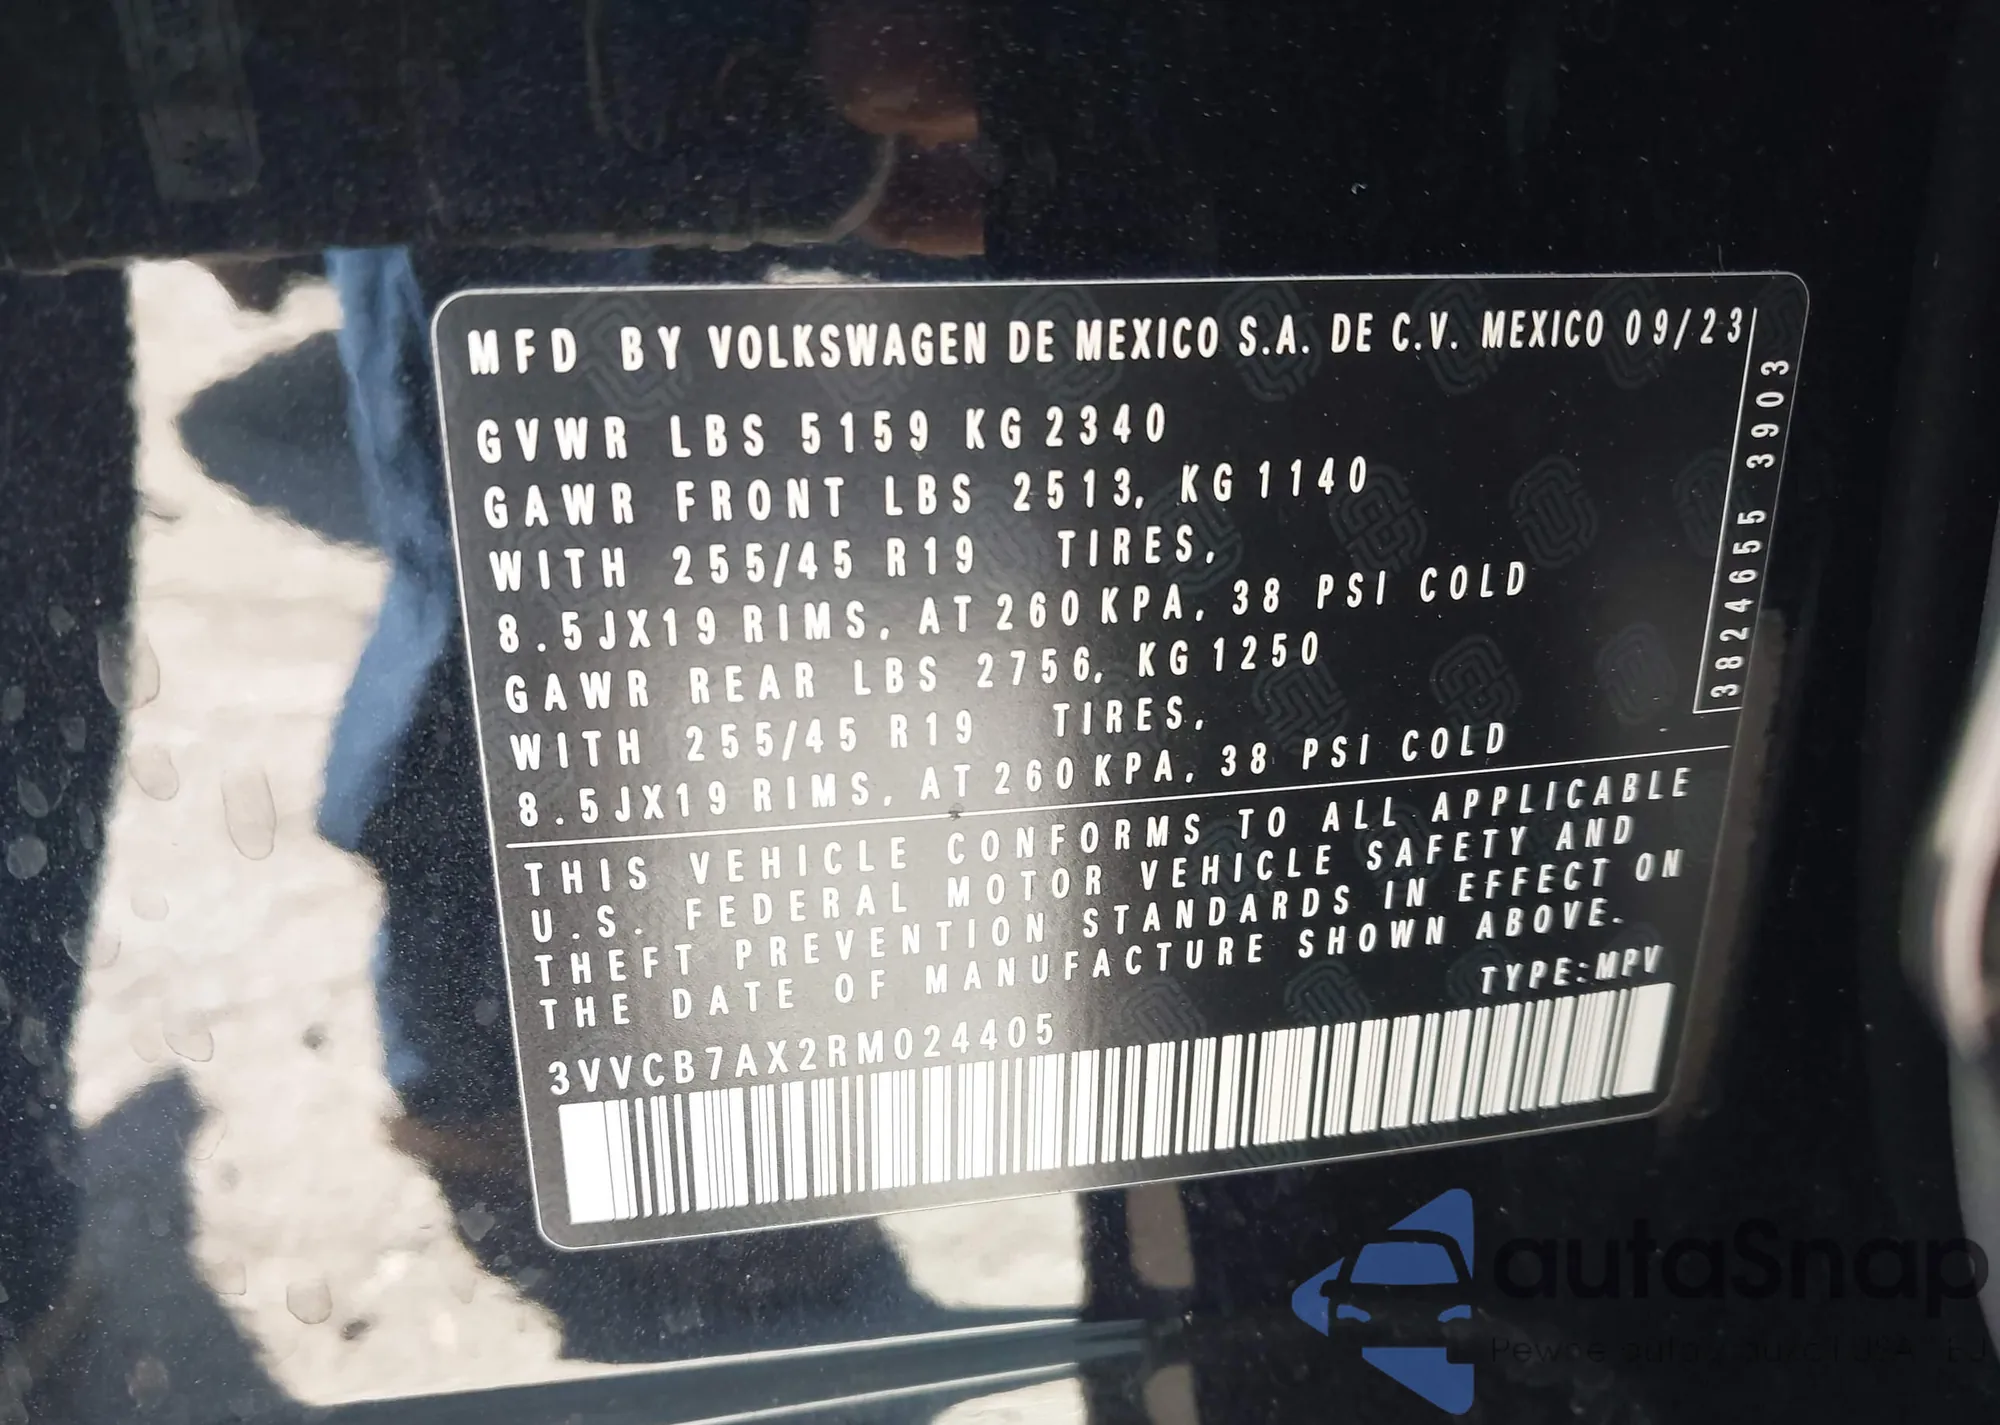 MFD BY VOLKSWAGEN DE MEXICO S.A. DE C.V. MEXICO 09/23
GVWR LBS 5159 KG 2340
GAWR FRONT LBS 2513, KG 1140
WITH 255/45 R19 TIRES,
8.5JX19 RIMS, AT 260 KPA, 38 PSI COLD
GAWR REAR LBS 2756, KG 1250
WITH 255/45 R19 TIRES,
8.5JX19 RIMS, AT 260 KPA, 38 PSI COLD
3824655 3903
THIS VEHICLE CONFORMS TO ALL APPLICABLE
U.S. FEDERAL MOTOR VEHICLE SAFETY AND
THEFT PREVENTION STANDARDS IN EFFECT ON
THE DATE OF MANUFACTURE SHOWN ABOVE.
TYPE:MPV
3VVCB7AX2RM024405
autaSnap
Pewne auta